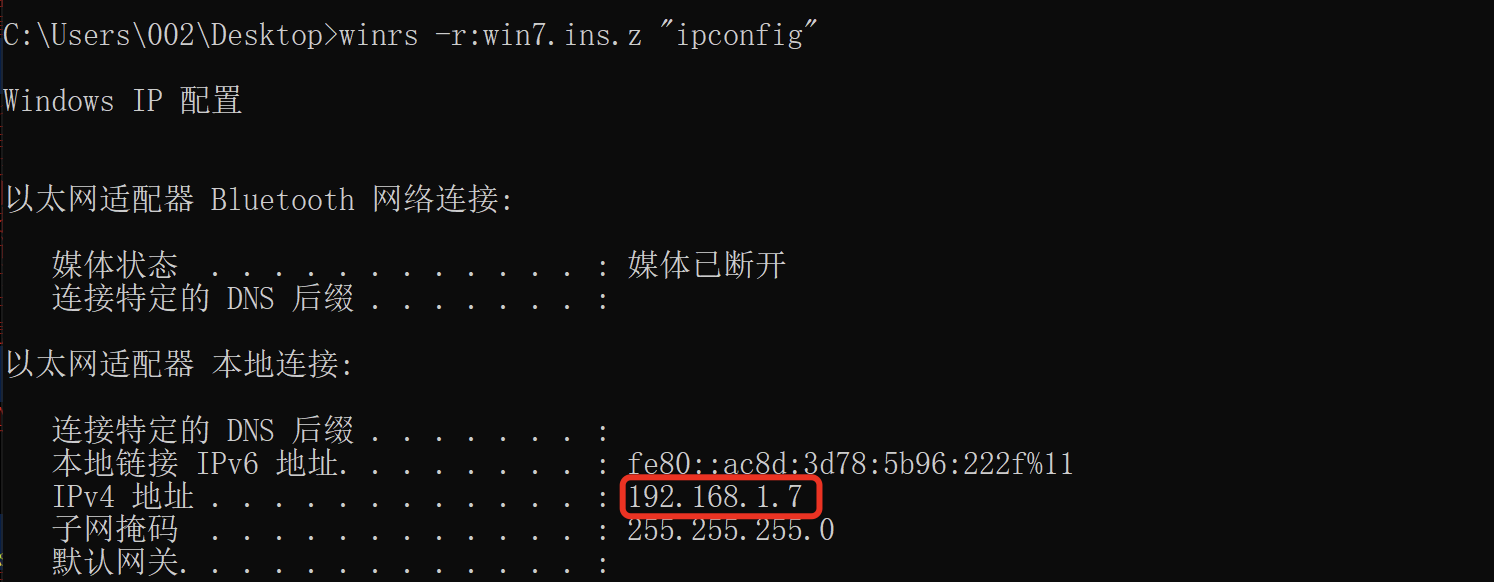 C:\Users\002\Desktop>winrs -r:win7.ins.z "ipconfig"
Windows IP 配置
以太网适配器 Bluetooth 网络连接:
   媒体状态  . . . . . . . . . . . . : 媒体已断开
   连接特定的 DNS 后缀 . . . . . . . :
以太网适配器 本地连接:
   连接特定的 DNS 后缀 . . . . . . . :
   本地链接 IPv6 地址. . . . . . . . : fe80::ac8d:3d78:5b96:222f%11
   IPv4 地址 . . . . . . . . . . . . : 192.168.1.7
   子网掩码  . . . . . . . . . . . . : 255.255.255.0
   默认网关. . . . . . . . . . . . . :